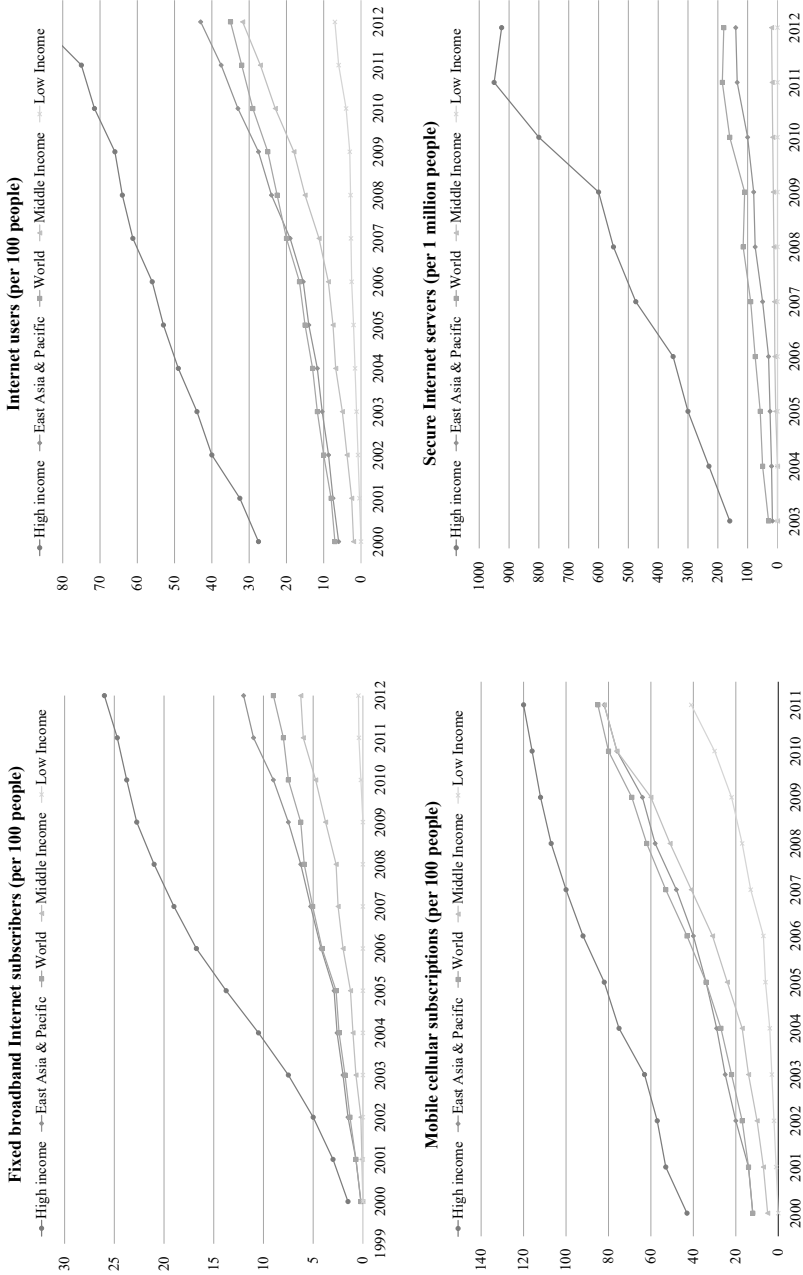 Fixed broadband Internet subscribers (per 100 people)
High income East Asia & Pacific World Middle Income Low Income
30
25
20
15
10
5
0
1999 2000 2001 2002 2003 2004 2005 2006 2007 2008 2009 2010 2011 2012
Internet users (per 100 people)
High income East Asia & Pacific World Middle Income Low Income
80
70
60
50
40
30
20
10
0
2000 2001 2002 2003 2004 2005 2006 2007 2008 2009 2010 2011 2012
Mobile cellular subscriptions (per 100 people)
High income East Asia & Pacific World Middle Income Low Income
140
120
100
80
60
40
20
0
2000 2001 2002 2003 2004 2005 2006 2007 2008 2009 2010 2011
Secure Internet servers (per 1 million people)
High income East Asia & Pacific World Middle Income Low Income
1000
900
800
700
600
500
400
300
200
100
0
2003 2004 2005 2006 2007 2008 2009 2010 2011 2012